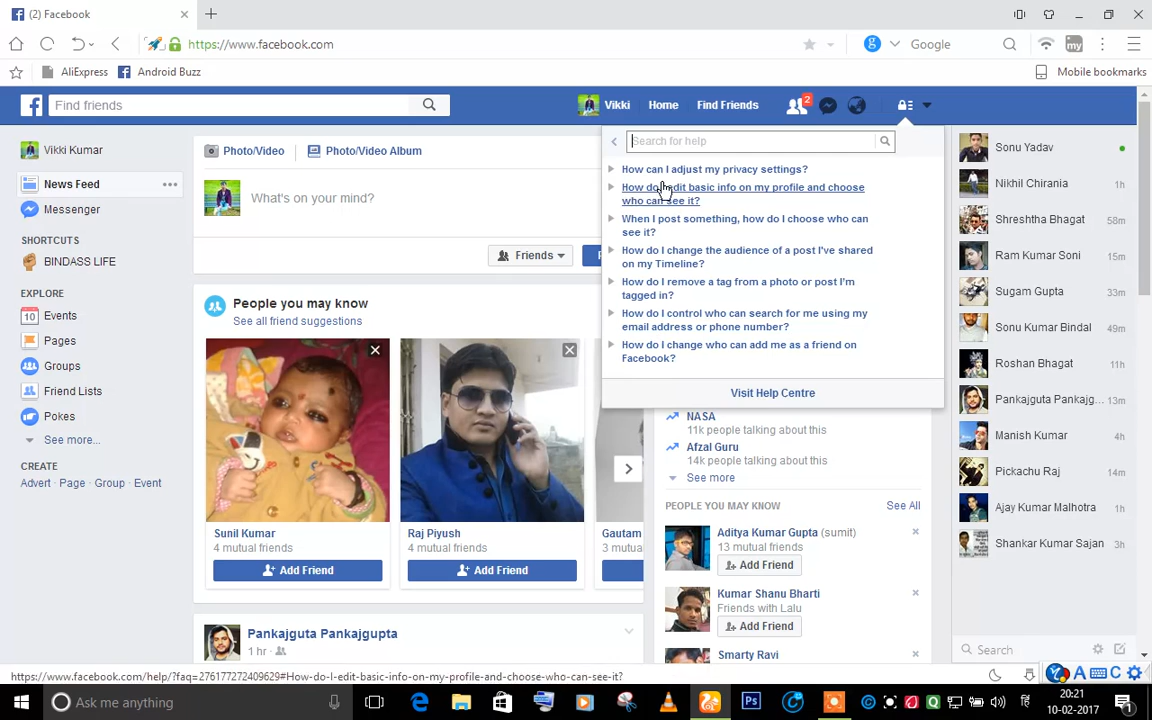 (2) Facebook
https://www.facebook.com
Google
AliExpress
Android Buzz
Mobile bookmarks
Find friends
Vikki
Home
Find Friends
2
Search for help
How can I adjust my privacy settings?
How do I edit basic info on my profile and choose
who can see it?
When I post something, how do I choose who can
see it?
How do I change the audience of a post I've shared
on my Timeline?
How do I remove a tag from a photo or post I'm
tagged in?
How do I control who can search for me using my
email address or phone number?
How do I change who can add me as a friend on
Facebook?
Visit Help Centre
Vikki Kumar
News Feed
Messenger
SHORTCUTS
BINDASS LIFE
EXPLORE
10 Events
Pages
Groups
Friend Lists
Pokes
See more...
CREATE
Advert · Page · Group · Event
Photo/Video
Photo/Video Album
What's on your mind?
Friends
People you may know
See all friend suggestions
Sunil Kumar
4 mutual friends
Add Friend
Raj Piyush
4 mutual friends
Add Friend
Gautam
3 mutua
Pankajguta Pankajgupta
1 hr ·
NASA
11k people talking about this
Afzal Guru
14k people talking about this
See more
PEOPLE YOU MAY KNOW
See All
Aditya Kumar Gupta (sumit)
13 mutual friends
Add Friend
Kumar Shanu Bharti
Friends with Lalu
Add Friend
Smarty Ravi
Sonu Yadav
Nikhil Chirania 1h
Shreshtha Bhagat 58m
Ram Kumar Soni 15m
Sugam Gupta 33m
Sonu Kumar Bindal 49m
Roshan Bhagat 11h
Pankajguta Pankajg... 13m
Manish Kumar 4h
Pickachu Raj 14m
Ajay Kumar Malhotra 1h
Shankar Kumar Sajan 3h
Search
https://www.facebook.com/help/?faq=276177272409629#How-do-I-edit-basic-info-on-my-profile-and-choose-who-can-see-it?
Ask me anything
20:21
10-02-2017